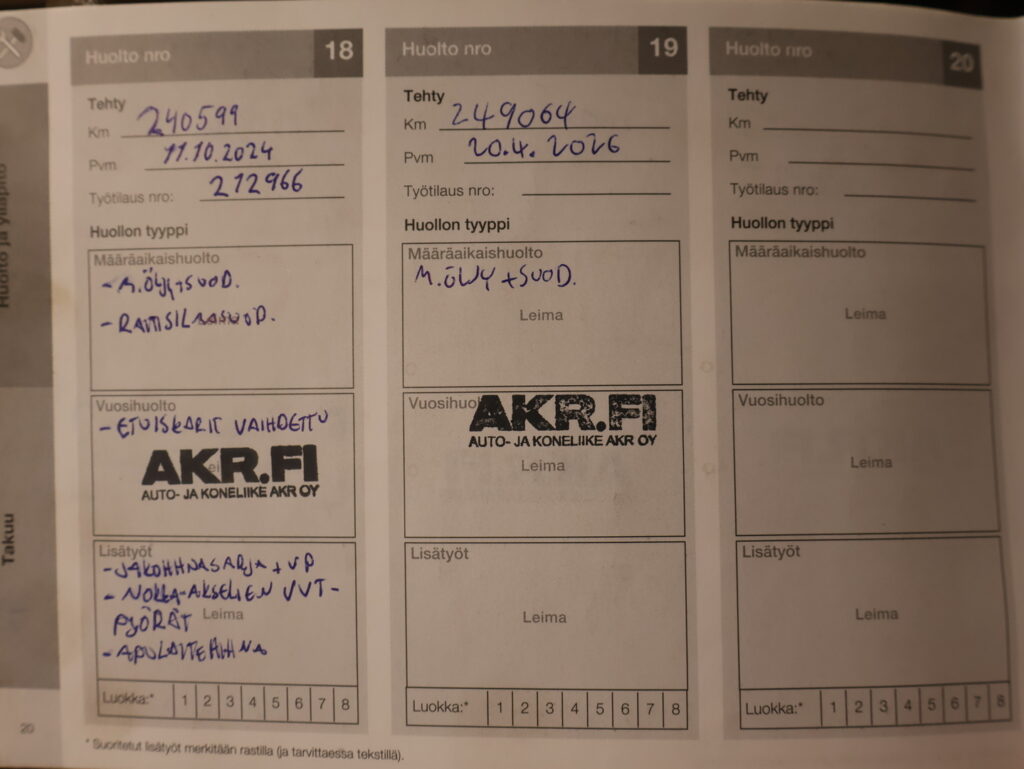 Huolto ja ylläpito
Takuu
20
Huolto nro 18
Tehty
Km 240599
Pvm 11.10.2024
Työtilaus nro: 212966
Huollon tyyppi
Määräaikaishuolto
- M.ÖLJY+SUOD.
- RAITISILMASUOD.
Vuosihuolto
- ETUISKARIT VAIHDETTU
AKR.FI
AUTO- JA KONELIIKE AKR OY
Lisätyöt
- JAKOHIHNASARJA + VP
- NOKKA-AKSELIEN VVT-
PYÖRÄT
Leima
- APULAITEHIHNA
Luokka:* 1 2 3 4 5 6 7 8
Huolto nro 19
Tehty
Km 249064
Pvm 20.4.2026
Työtilaus nro:
Huollon tyyppi
Määräaikaishuolto
M.ÖLJY +SUOD.
Leima
Vuosihuol
AKR.FI
AUTO- JA KONELIIKE AKR OY
Leima
Lisätyöt
Leima
Luokka:* 1 2 3 4 5 6 7 8
Huolto nro 20
Tehty
Km
Pvm
Työtilaus nro:
Huollon tyyppi
Määräaikaishuolto
Leima
Vuosihuolto
Leima
Lisätyöt
Leima
Luokka:* 1 2 3 4 5 6 7 8
* Suoritetut lisätyöt merkitään rastilla (ja tarvittaessa tekstillä).